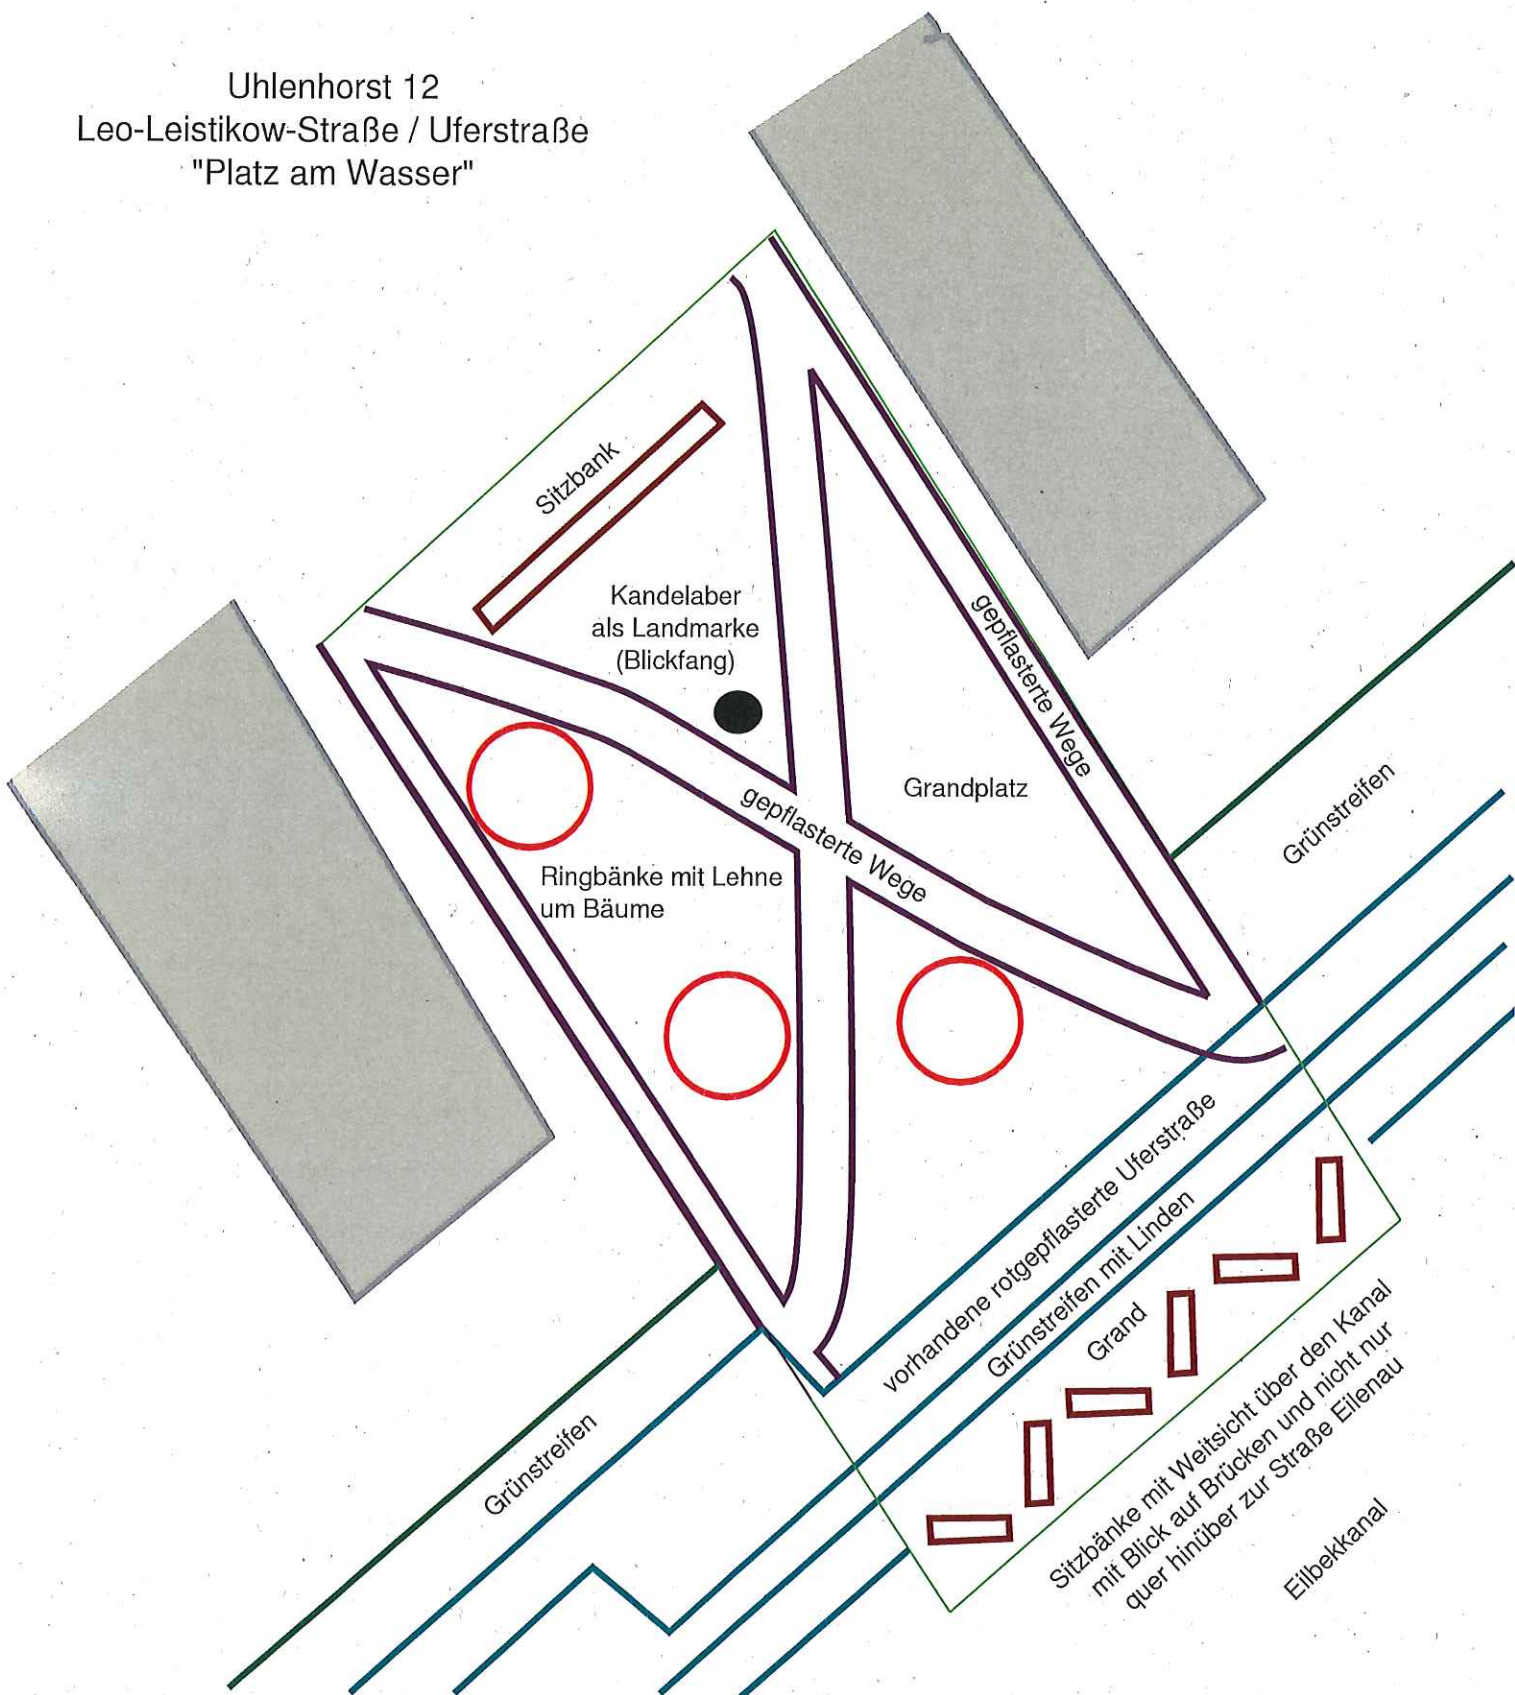 Uhlenhorst 12
Leo-Leistikow-Straße / Uferstraße
"Platz am Wasser"
Sitzbank
Kandelaber
als Landmarke
(Blickfang)
gepflasterte Wege
Grandplatz
gepflasterte Wege
Grünstreifen
Ringbänke mit Lehne
um Bäume
vorhandene rotgepflasterte Uferstraße
Grünstreifen mit Linden
Grand
Grünstreifen
Sitzbänke mit Weitsicht über den Kanal
mit Blick auf Brücken und nicht nur
quer hinüber zur Straße Eilenau
Eilbekkanal